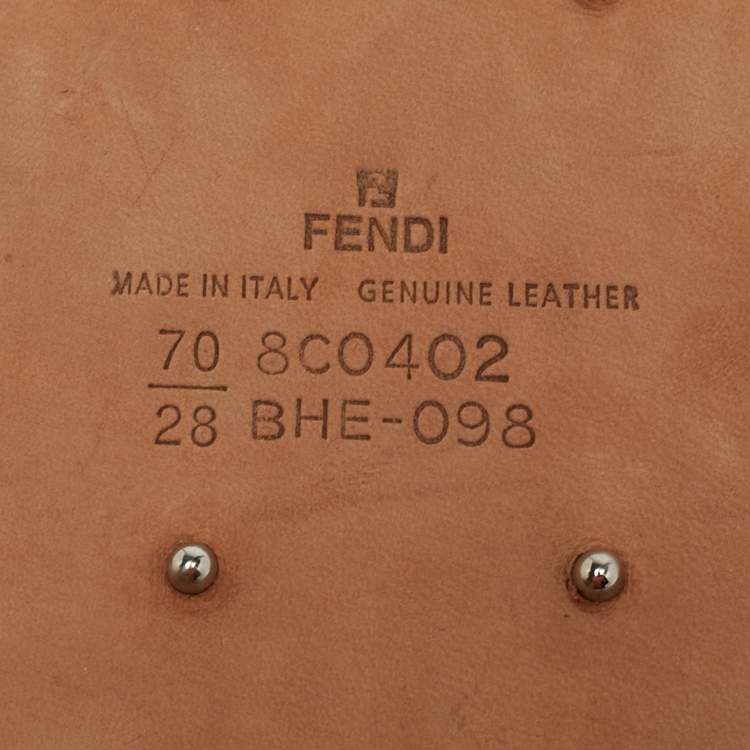 FENDI
MADE IN ITALY GENUINE LEATHER
70 8C0402
28 BHE-098